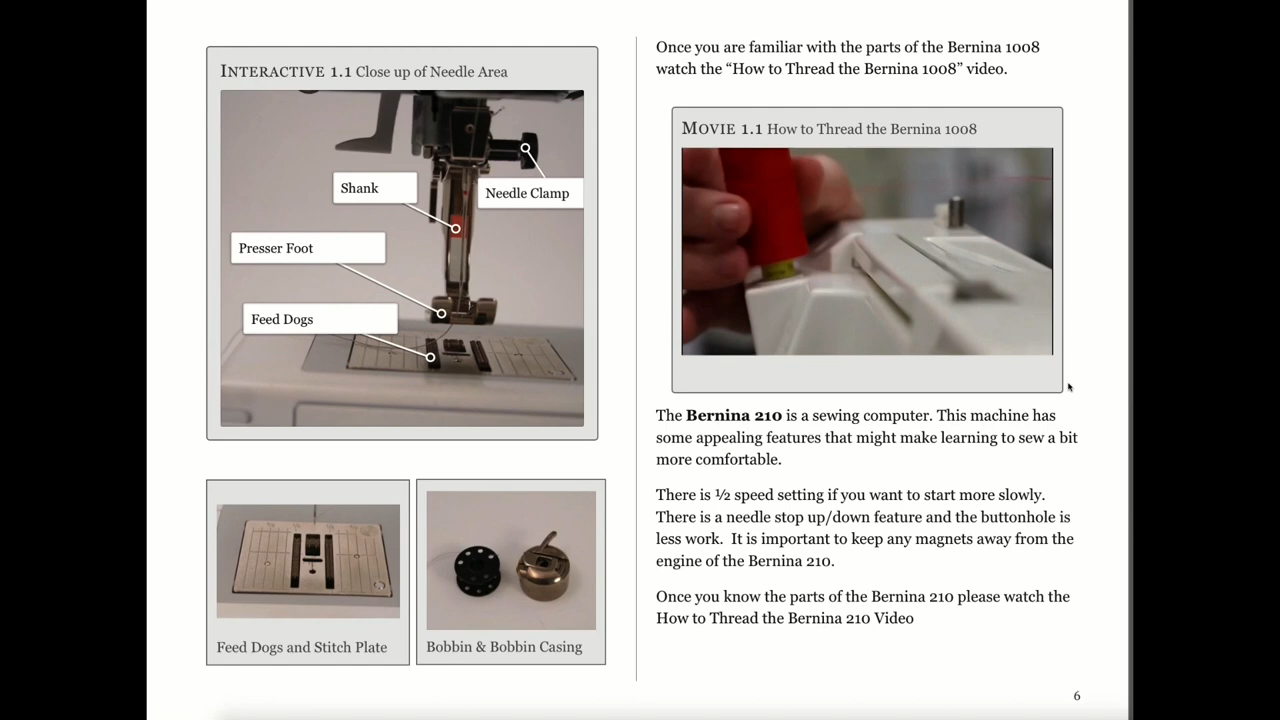 INTERACTIVE 1.1 Close up of Needle Area
Shank
Needle Clamp
Presser Foot
Feed Dogs
Feed Dogs and Stitch Plate
Bobbin & Bobbin Casing
Once you are familiar with the parts of the Bernina 1008
watch the “How to Thread the Bernina 1008” video.
MOVIE 1.1 How to Thread the Bernina 1008
The Bernina 210 is a sewing computer. This machine has
some appealing features that might make learning to sew a bit
more comfortable.
There is ½ speed setting if you want to start more slowly.
There is a needle stop up/down feature and the buttonhole is
less work. It is important to keep any magnets away from the
engine of the Bernina 210.
Once you know the parts of the Bernina 210 please watch the
How to Thread the Bernina 210 Video
6